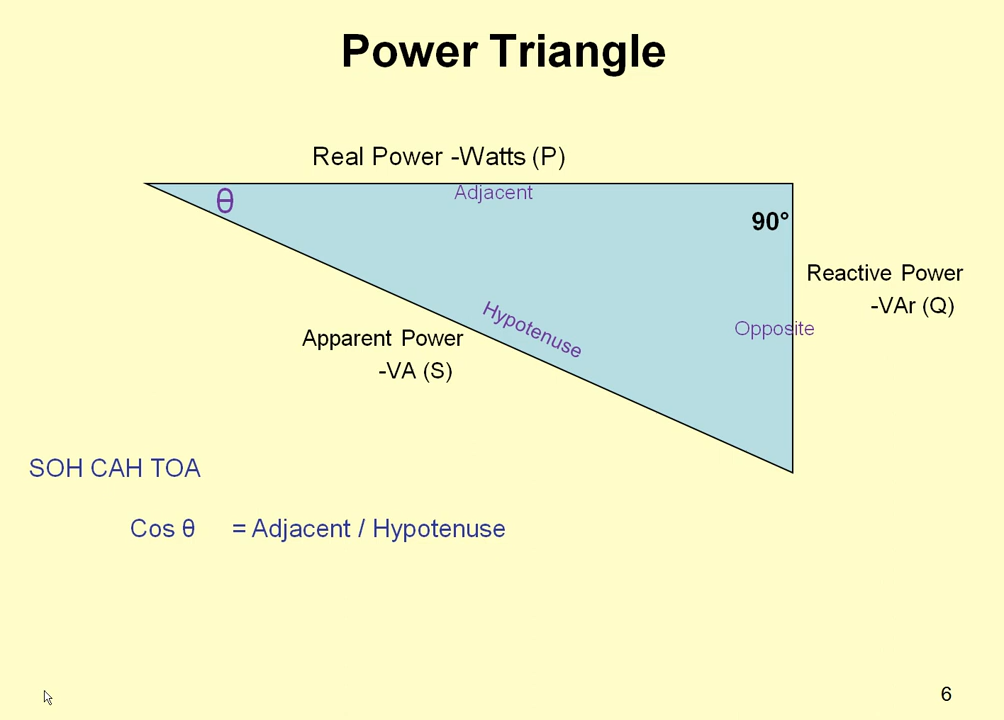 Power Triangle
Real Power -Watts (P)
θ
Adjacent
90°
Reactive Power
-VAr (Q)
Hypotenuse
Opposite
Apparent Power
-VA (S)
SOH CAH TOA
Cos θ = Adjacent / Hypotenuse
6